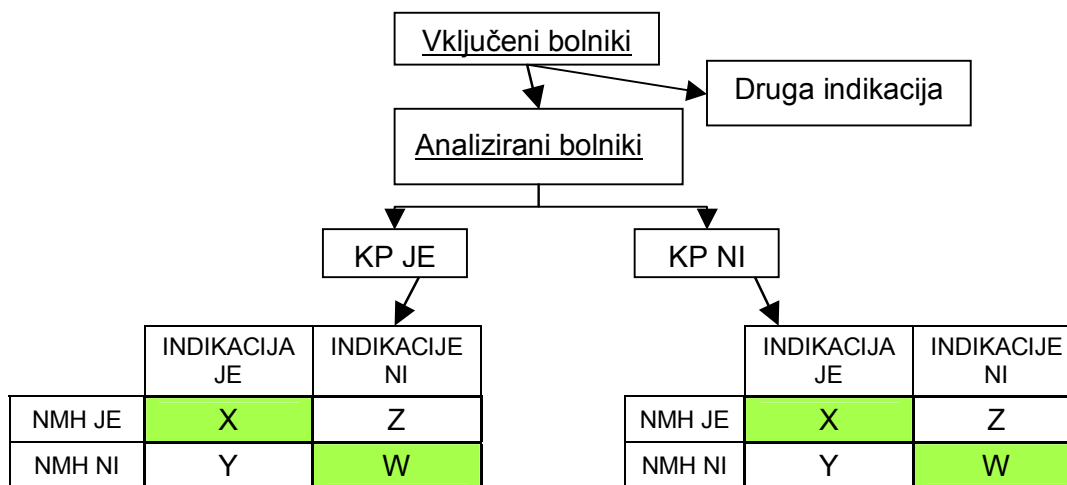 Vključeni bolniki
Druga indikacija
Analizirani bolniki
KP JE
KP NI
INDIKACIJA JE
INDIKACIJE NI
NMH JE
X
Z
NMH NI
Y
W
INDIKACIJA JE
INDIKACIJE NI
NMH JE
X
Z
NMH NI
Y
W